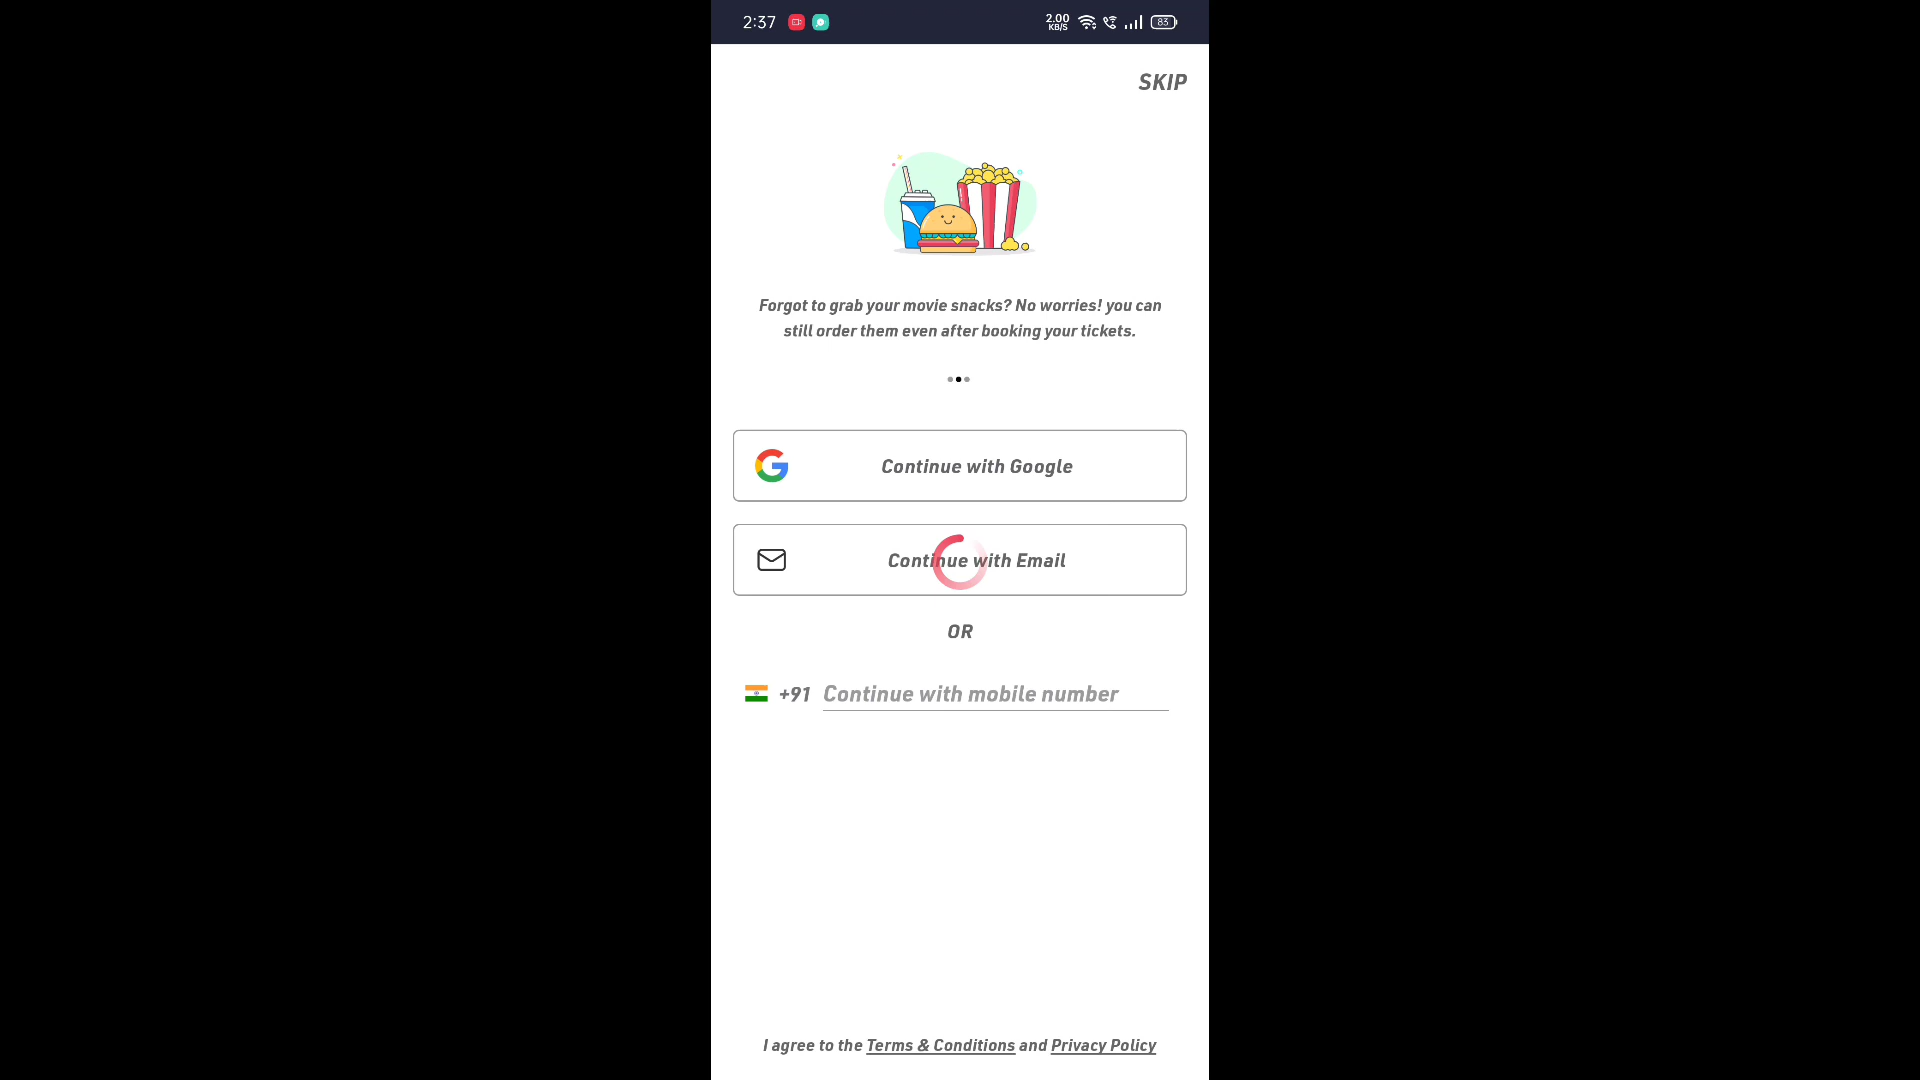 2:37
2.00
KB/S
83
SKIP
Forgot to grab your movie snacks? No worries! you can
still order them even after booking your tickets.
Continue with Google
Continue with Email
OR
+91 Continue with mobile number
I agree to the Terms & Conditions and Privacy Policy